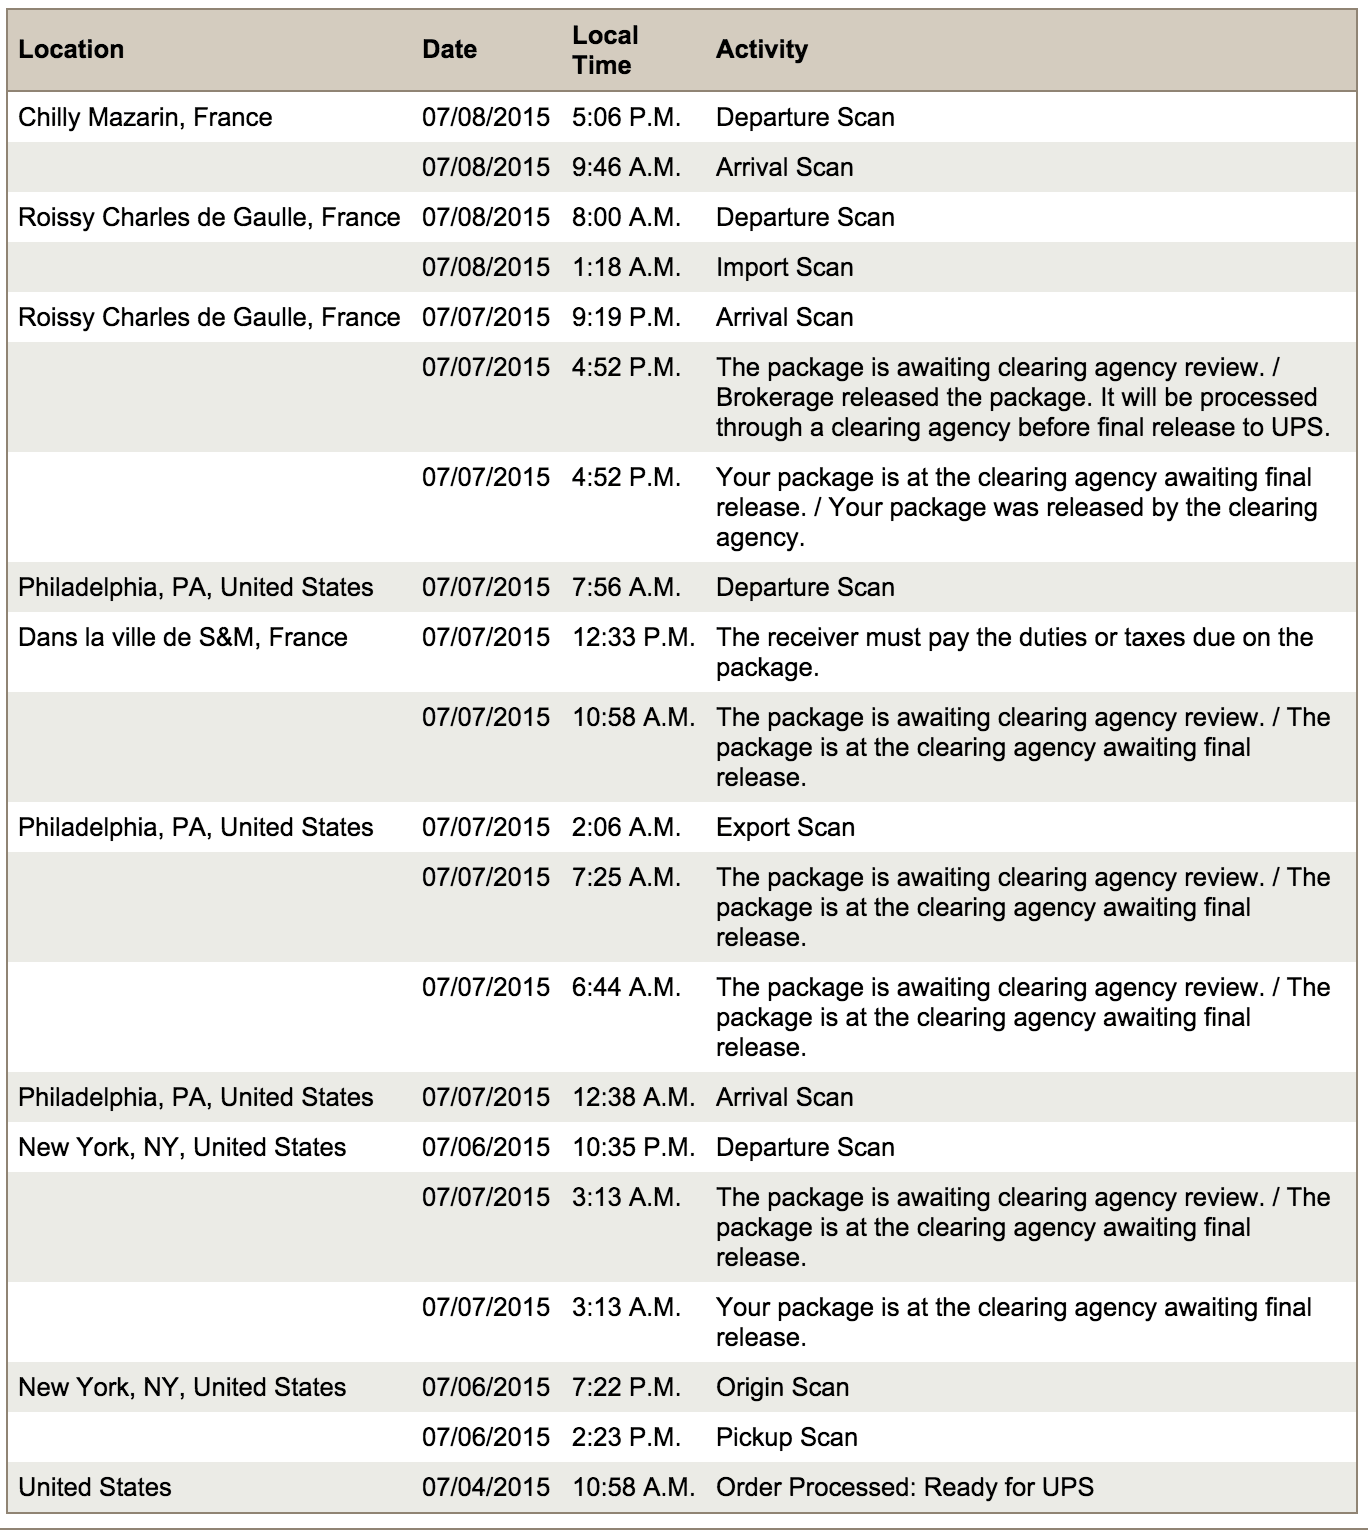 Location Date Local Time Activity
Chilly Mazarin, France 07/08/2015 5:06 P.M. Departure Scan
07/08/2015 9:46 A.M. Arrival Scan
Roissy Charles de Gaulle, France 07/08/2015 8:00 A.M. Departure Scan
07/08/2015 1:18 A.M. Import Scan
Roissy Charles de Gaulle, France 07/07/2015 9:19 P.M. Arrival Scan
07/07/2015 4:52 P.M. The package is awaiting clearing agency review. /
Brokerage released the package. It will be processed
through a clearing agency before final release to UPS.
07/07/2015 4:52 P.M. Your package is at the clearing agency awaiting final
release. / Your package was released by the clearing
agency.
Philadelphia, PA, United States 07/07/2015 7:56 A.M. Departure Scan
Dans la ville de S&M, France 07/07/2015 12:33 P.M. The receiver must pay the duties or taxes due on the
package.
07/07/2015 10:58 A.M. The package is awaiting clearing agency review. / The
package is at the clearing agency awaiting final
release.
Philadelphia, PA, United States 07/07/2015 2:06 A.M. Export Scan
07/07/2015 7:25 A.M. The package is awaiting clearing agency review. / The
package is at the clearing agency awaiting final
release.
07/07/2015 6:44 A.M. The package is awaiting clearing agency review. / The
package is at the clearing agency awaiting final
release.
Philadelphia, PA, United States 07/07/2015 12:38 A.M. Arrival Scan
New York, NY, United States 07/06/2015 10:35 P.M. Departure Scan
07/07/2015 3:13 A.M. The package is awaiting clearing agency review. / The
package is at the clearing agency awaiting final
release.
07/07/2015 3:13 A.M. Your package is at the clearing agency awaiting final
release.
New York, NY, United States 07/06/2015 7:22 P.M. Origin Scan
07/06/2015 2:23 P.M. Pickup Scan
United States 07/04/2015 10:58 A.M. Order Processed: Ready for UPS